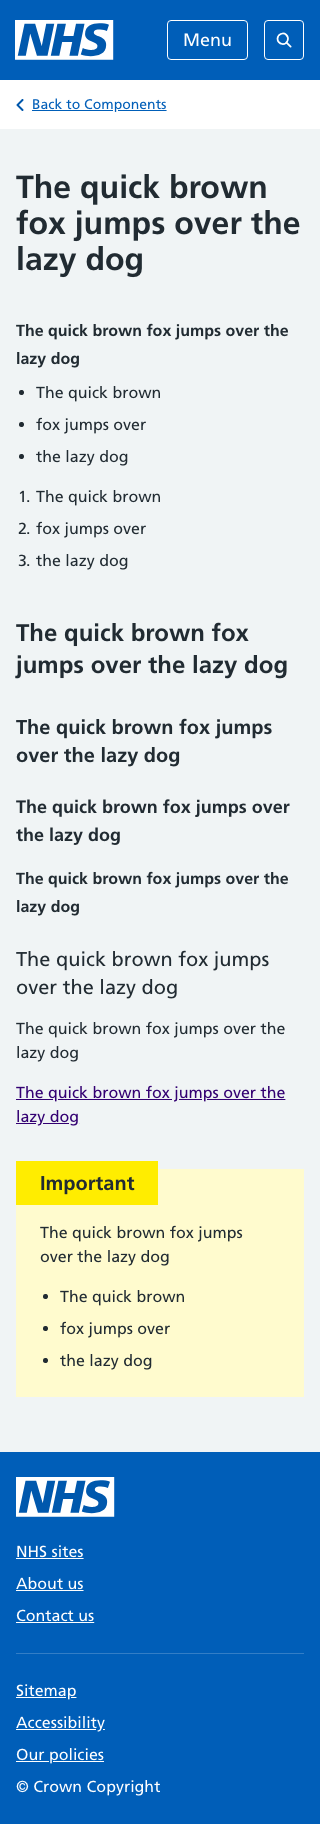 NHS Menu
Back to Components
The quick brown
fox jumps over the
lazy dog
The quick brown fox jumps over the
lazy dog
• The quick brown
• fox jumps over
• the lazy dog
1. The quick brown
2. fox jumps over
3. the lazy dog
The quick brown fox
jumps over the lazy dog
The quick brown fox jumps
over the lazy dog
The quick brown fox jumps over
the lazy dog
The quick brown fox jumps over the
lazy dog
The quick brown fox jumps
over the lazy dog
The quick brown fox jumps over the
lazy dog
The quick brown fox jumps over the
lazy dog
Important
The quick brown fox jumps
over the lazy dog
• The quick brown
• fox jumps over
• the lazy dog
NHS
NHS sites
About us
Contact us
Sitemap
Accessibility
Our policies
© Crown Copyright